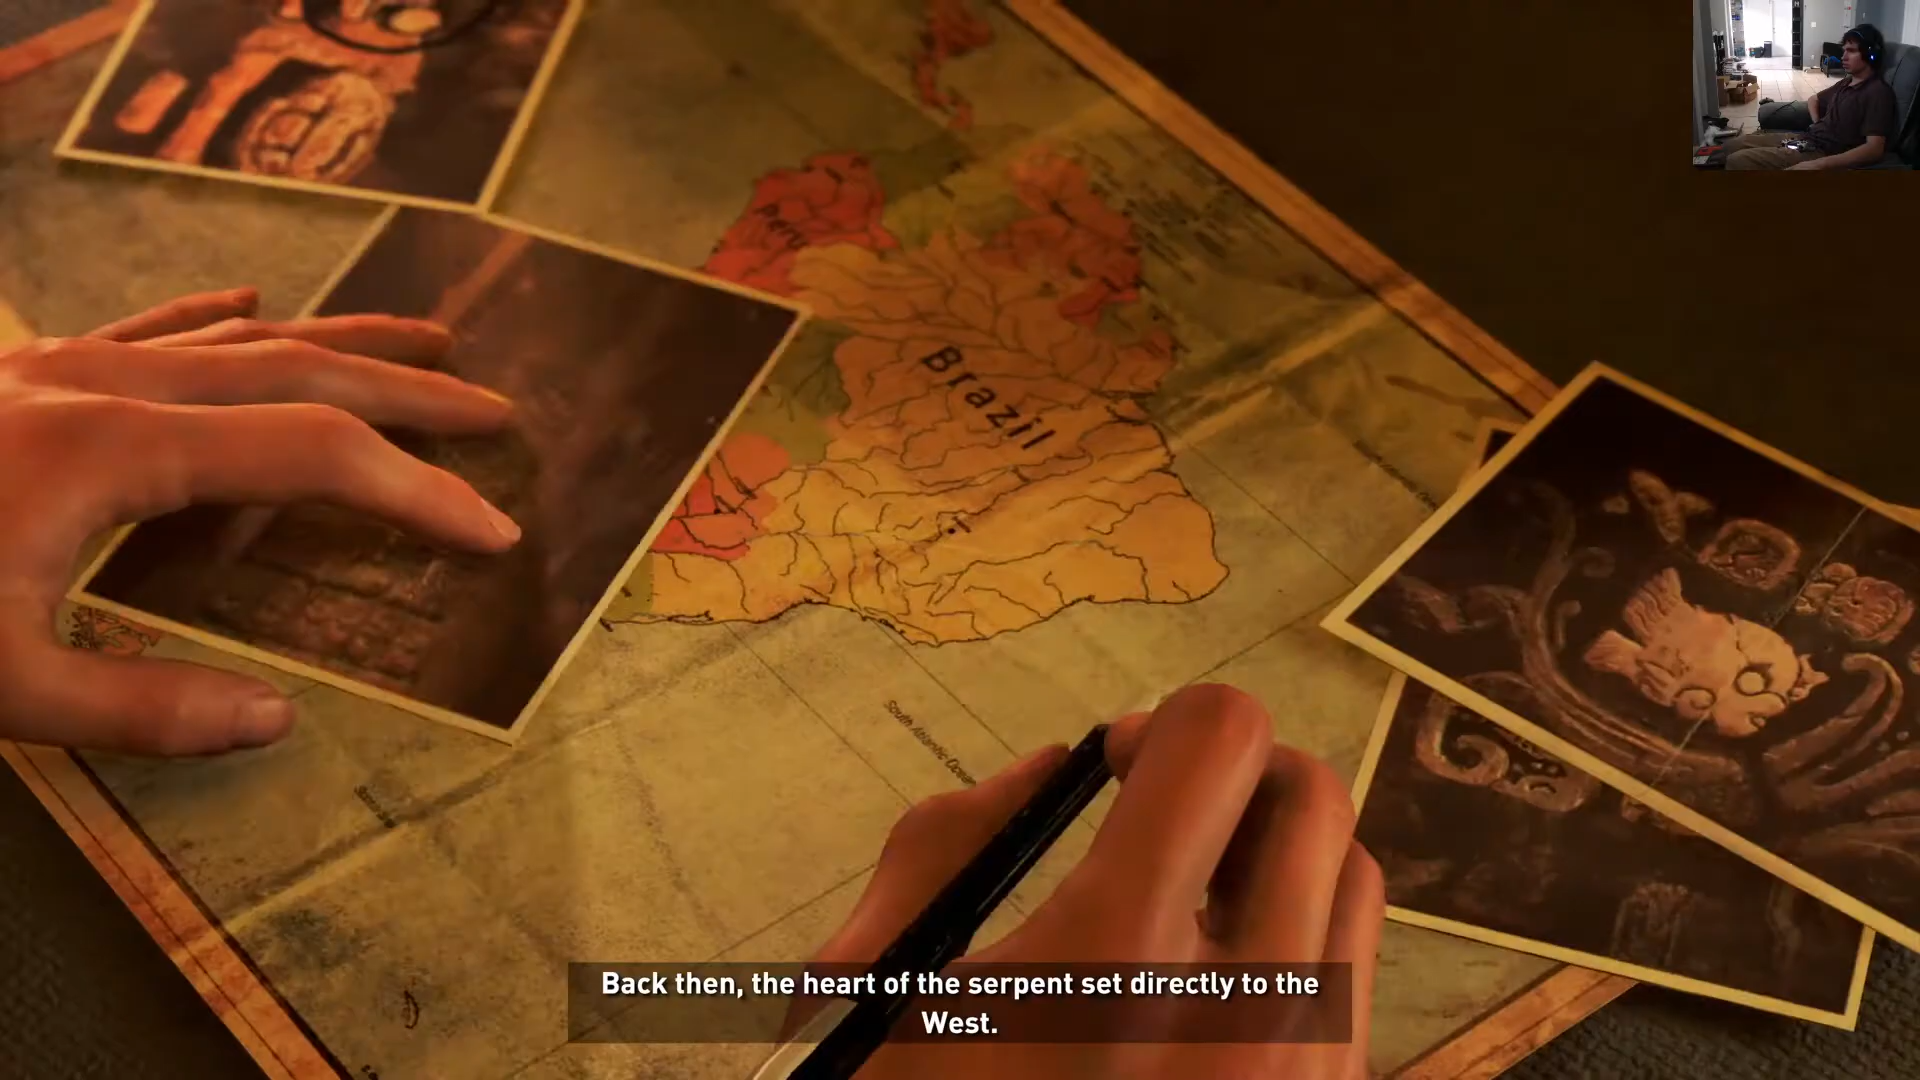 Peru
Brazil
South Atlantic Ocean
Back then, the heart of the serpent set directly to the
West.